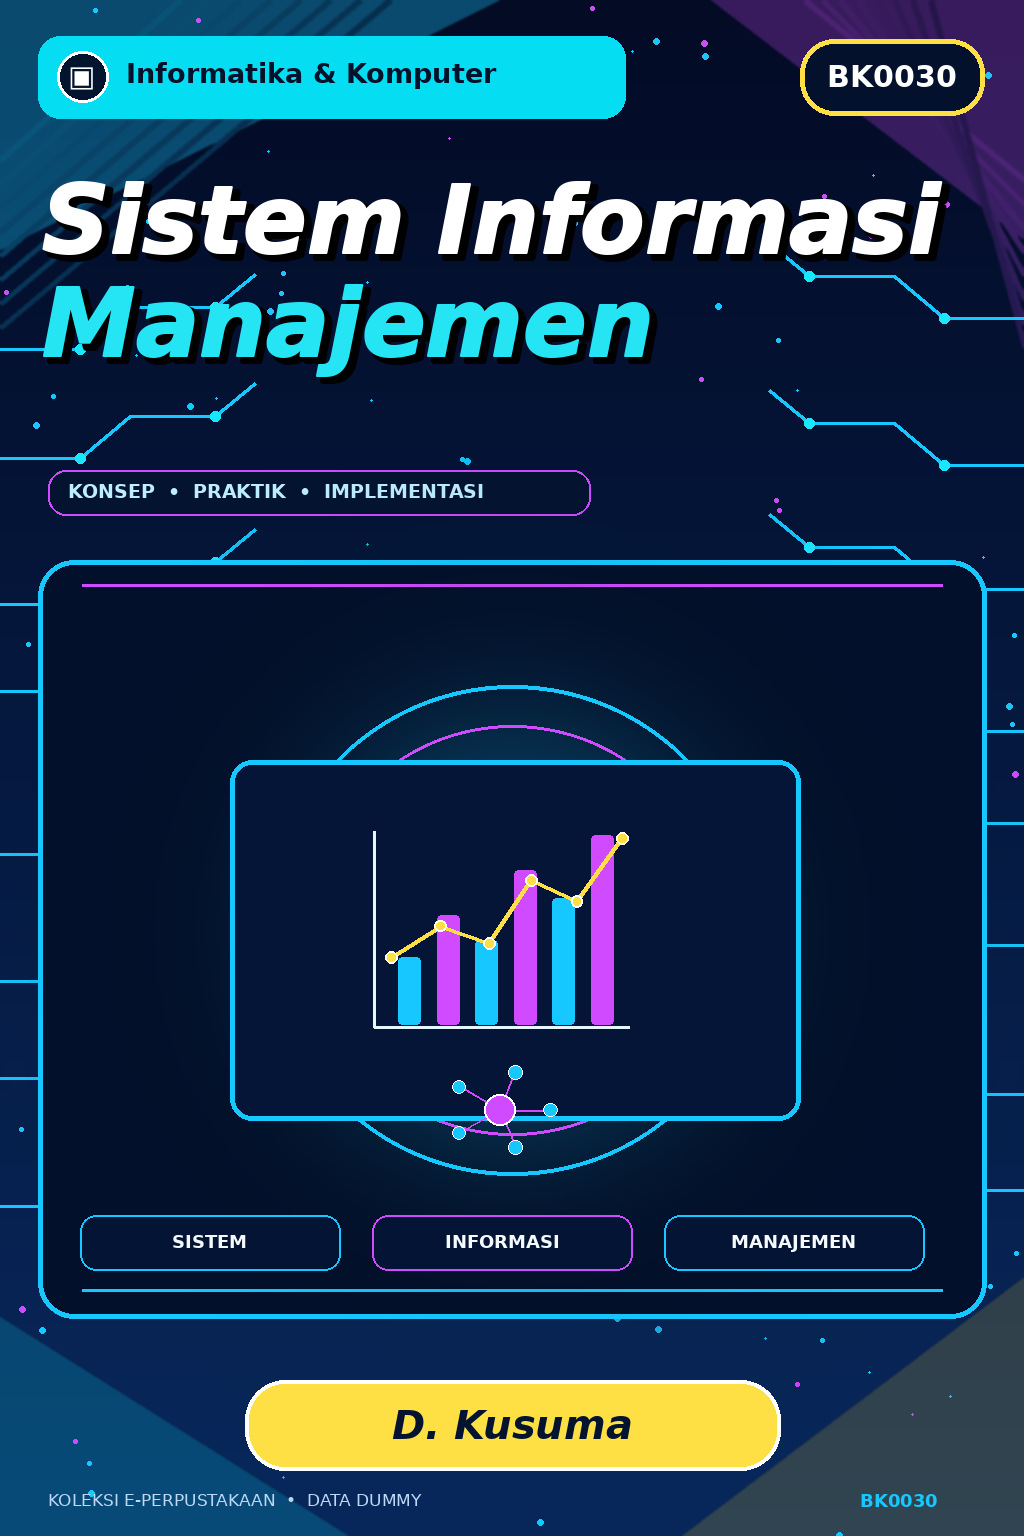 ▣ Informatika & Komputer
BK0030
Sistem Informasi
Manajemen
KONSEP • PRAKTIK • IMPLEMENTASI
SISTEM
INFORMASI
MANAJEMEN
D. Kusuma
KOLEKSI E-PERPUSTAKAAN • DATA DUMMY
BK0030